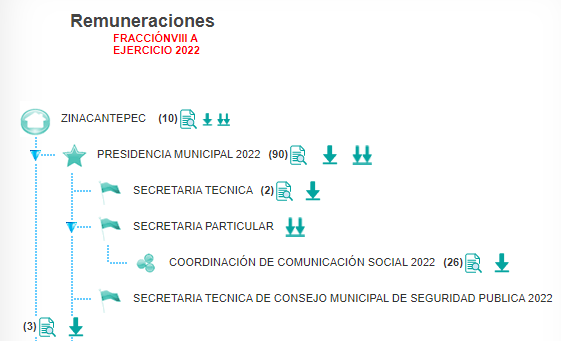 Remuneraciones
FRACCIÓNVIII A
EJERCICIO 2022
ZINACANTEPEC (10)
PRESIDENCIA MUNICIPAL 2022 (90)
SECRETARIA TECNICA (2)
SECRETARIA PARTICULAR
COORDINACIÓN DE COMUNICACIÓN SOCIAL 2022 (26)
SECRETARIA TECNICA DE CONSEJO MUNICIPAL DE SEGURIDAD PUBLICA 2022
(3)